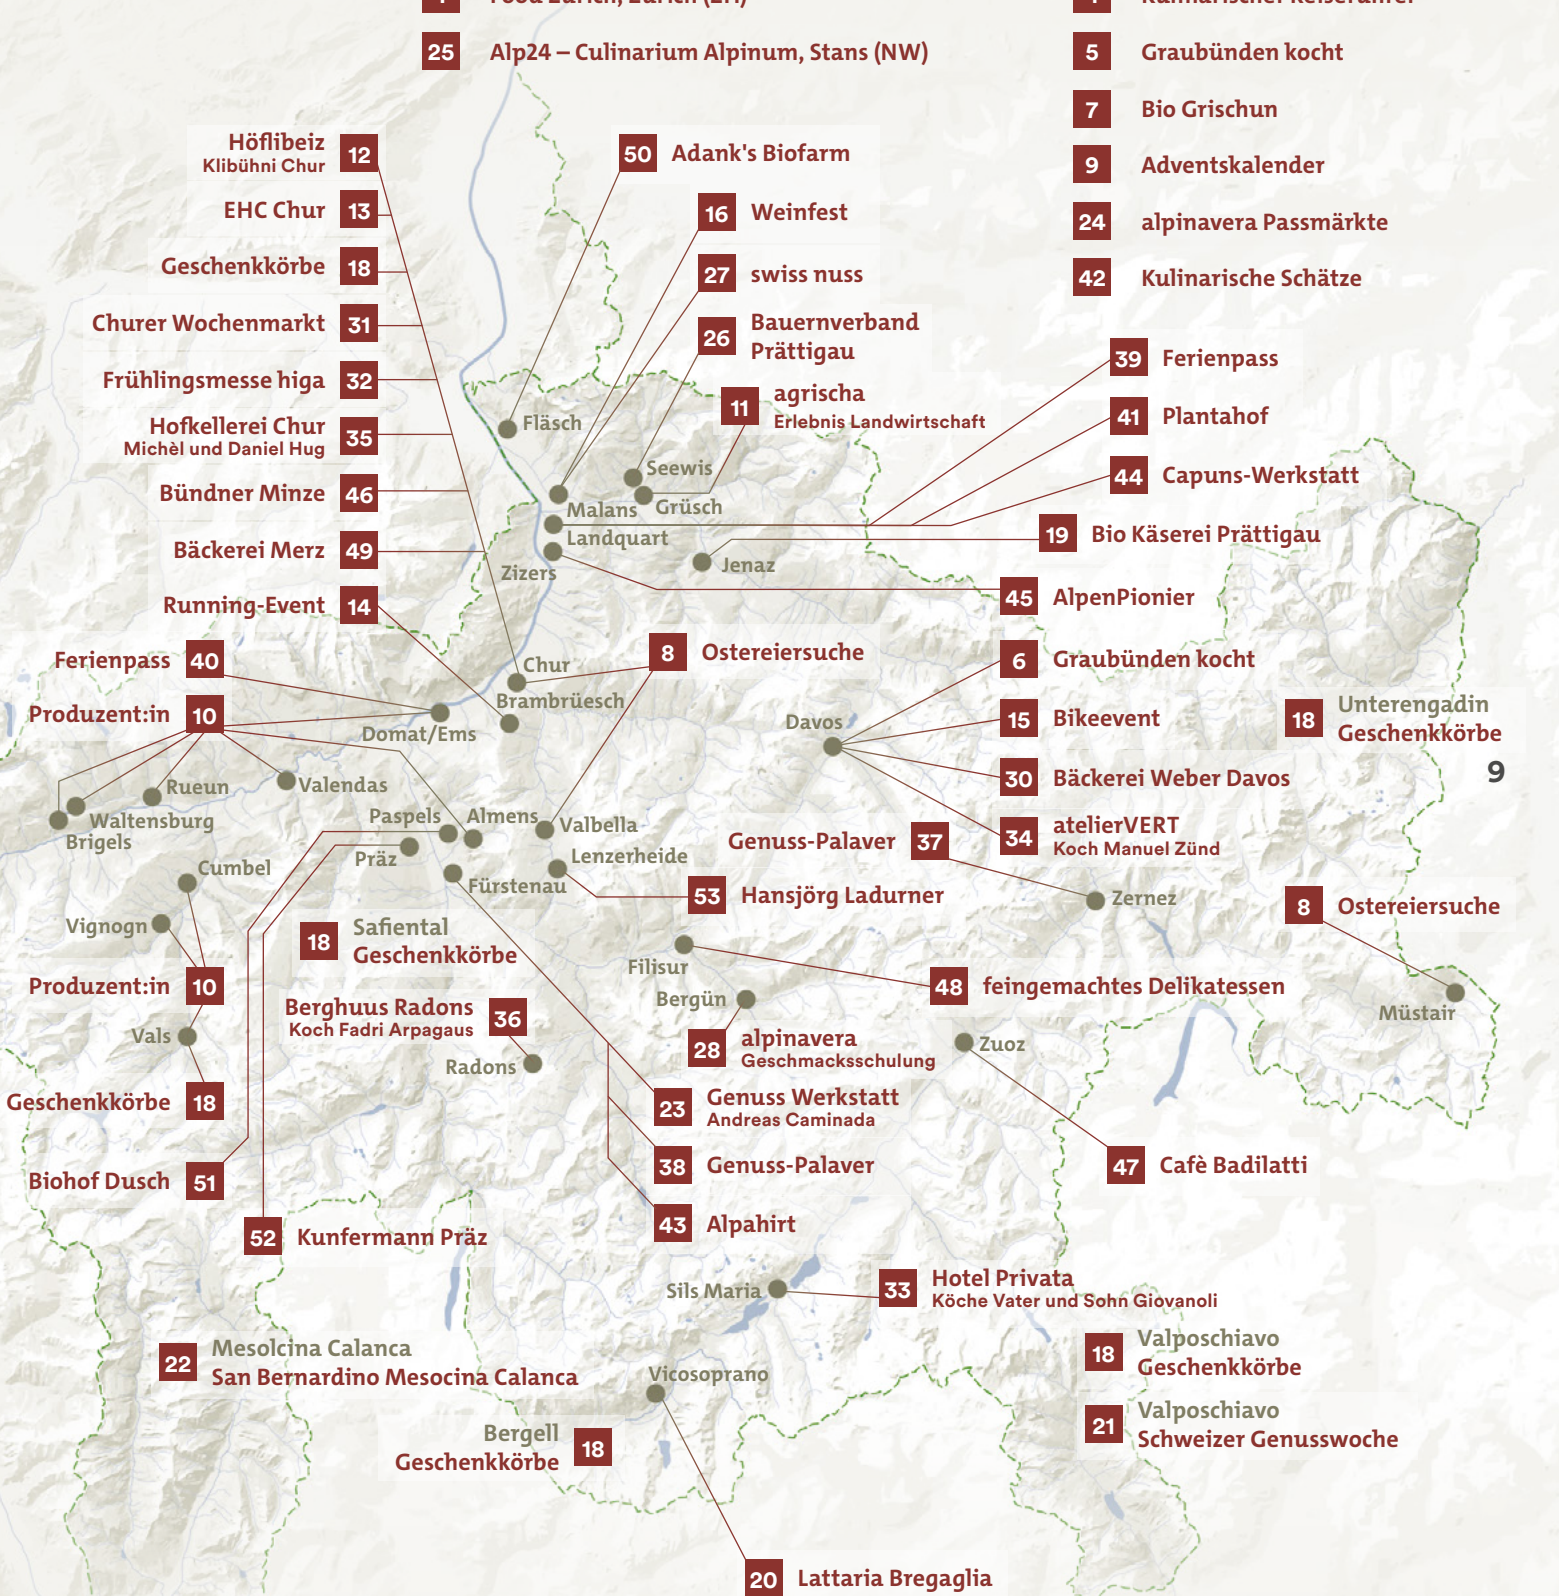 Food Zürich, Zürich (ZH)
25 Alp24 – Culinarium Alpinum, Stans (NW)
Kulinarischer Reiseführer
5 Graubünden kocht
7 Bio Grischun
9 Adventskalender
24 alpinavera Passmärkte
42 Kulinarische Schätze
Höflibeiz 12
Klibühni Chur
EHC Chur 13
Geschenkkörbe 18
Churer Wochenmarkt 31
Frühlingsmesse higa 32
Hofkellerei Chur 35
Michèl und Daniel Hug
Bündner Minze 46
Bäckerei Merz 49
Running-Event 14
Ferienpass 40
Produzent:in 10
50 Adank's Biofarm
16 Weinfest
27 swiss nuss
26 Bauernverband
Prättigau
11 agrischa
Erlebnis Landwirtschaft
39 Ferienpass
41 Plantahof
44 Capuns-Werkstatt
19 Bio Käserei Prättigau
45 AlpenPionier
Fläsch
Seewis
Grüsch
Malans
Landquart
Zizers
Jenaz
8 Ostereiersuche
6 Graubünden kocht
15 Bikeevent
30 Bäckerei Weber Davos
34 atelierVERT
Koch Manuel Zünd
18 Unterengadin
Geschenkkörbe
9
Chur
Brambrüesch
Domat/Ems
Davos
Rueun
Valendas
Waltensburg
Brigels
Paspels
Almens
Valbella
Präz
Lenzerheide
Fürstenau
Genuss-Palaver 37
53 Hansjörg Ladurner
Zernez
8 Ostereiersuche
Cumbel
Vignogn
18 Safiental
Geschenkkörbe
Filisur
Bergün
48 feingemachtes Delikatessen
Müstair
Produzent:in 10
Berghuus Radons 36
Koch Fadri Arpagaus
Vals
Radons
28 alpinavera
Geschmacksschulung
Zuoz
Geschenkkörbe 18
23 Genuss Werkstatt
Andreas Caminada
Biohof Dusch 51
38 Genuss-Palaver
47 Cafè Badilatti
52 Kunfermann Präz
43 Alpahirt
Sils Maria
33 Hotel Privata
Köche Vater und Sohn Giovanoli
22 Mesolcina Calanca
San Bernardino Mesocina Calanca
Vicosoprano
18 Valposchiavo
Geschenkkörbe
Bergell 18
Geschenkkörbe
21 Valposchiavo
Schweizer Genusswoche
20 Lattaria Bregaglia